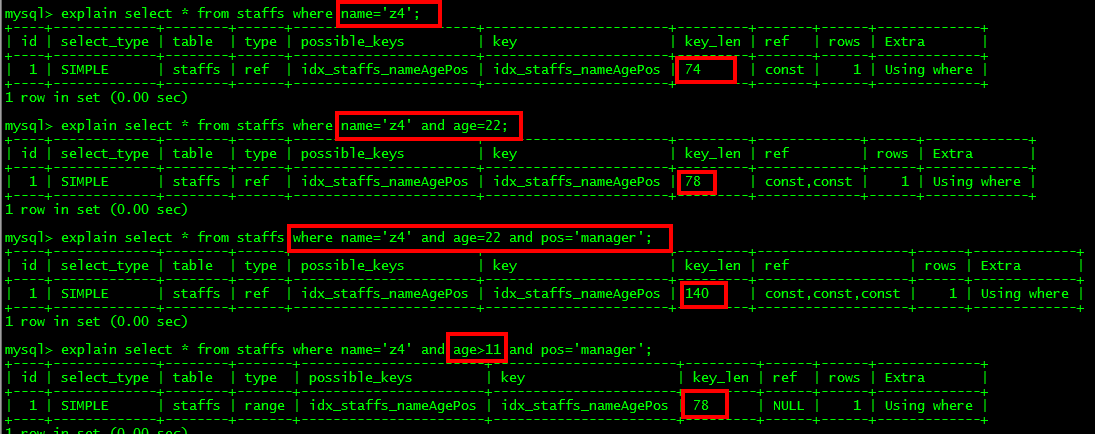 mysql> explain select * from staffs where name='z4';
+----+-------------+--------+------+-----------------------+-----------------------+---------+-------+------+-------------+
| id | select_type | table  | type | possible_keys         | key                   | key_len | ref   | rows | Extra       |
+----+-------------+--------+------+-----------------------+-----------------------+---------+-------+------+-------------+
|  1 | SIMPLE      | staffs | ref  | idx_staffs_nameAgePos | idx_staffs_nameAgePos | 74      | const |    1 | Using where |
+----+-------------+--------+------+-----------------------+-----------------------+---------+-------+------+-------------+
1 row in set (0.00 sec)
mysql> explain select * from staffs where name='z4' and age=22;
+----+-------------+--------+------+-----------------------+-----------------------+---------+-------------+------+-------------+
| id | select_type | table  | type | possible_keys         | key                   | key_len | ref         | rows | Extra       |
+----+-------------+--------+------+-----------------------+-----------------------+---------+-------------+------+-------------+
|  1 | SIMPLE      | staffs | ref  | idx_staffs_nameAgePos | idx_staffs_nameAgePos | 78      | const,const |    1 | Using where |
+----+-------------+--------+------+-----------------------+-----------------------+---------+-------------+------+-------------+
1 row in set (0.00 sec)
mysql> explain select * from staffs where name='z4' and age=22 and pos='manager';
+----+-------------+--------+------+-----------------------+-----------------------+---------+-------------------+------+-------------+
| id | select_type | table  | type | possible_keys         | key                   | key_len | ref               | rows | Extra       |
+----+-------------+--------+------+-----------------------+-----------------------+---------+-------------------+------+-------------+
|  1 | SIMPLE      | staffs | ref  | idx_staffs_nameAgePos | idx_staffs_nameAgePos | 140     | const,const,const |    1 | Using where |
+----+-------------+--------+------+-----------------------+-----------------------+---------+-------------------+------+-------------+
1 row in set (0.00 sec)
mysql> explain select * from staffs where name='z4' and age>11 and pos='manager';
+----+-------------+--------+-------+-----------------------+-----------------------+---------+------+------+-------------+
| id | select_type | table  | type  | possible_keys         | key                   | key_len | ref  | rows | Extra       |
+----+-------------+--------+-------+-----------------------+-----------------------+---------+------+------+-------------+
|  1 | SIMPLE      | staffs | range | idx_staffs_nameAgePos | idx_staffs_nameAgePos | 78      | NULL |    1 | Using where |
+----+-------------+--------+-------+-----------------------+-----------------------+---------+------+------+-------------+
1 row in set (0.00 sec)